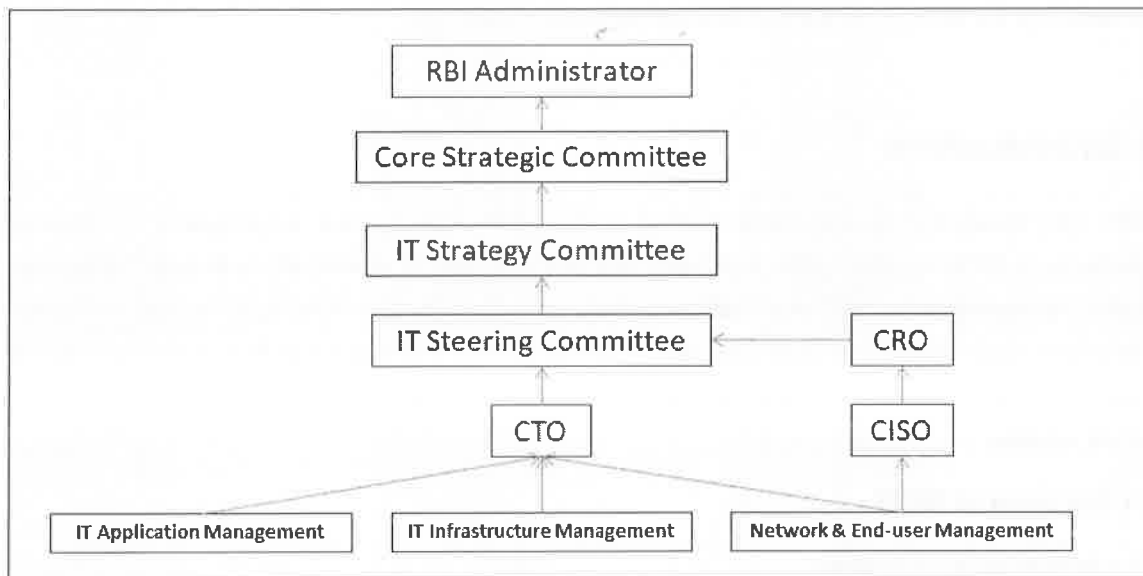 RBI Administrator
Core Strategic Committee
IT Strategy Committee
IT Steering Committee
CRO
CTO
CISO
IT Application Management
IT Infrastructure Management
Network & End-user Management